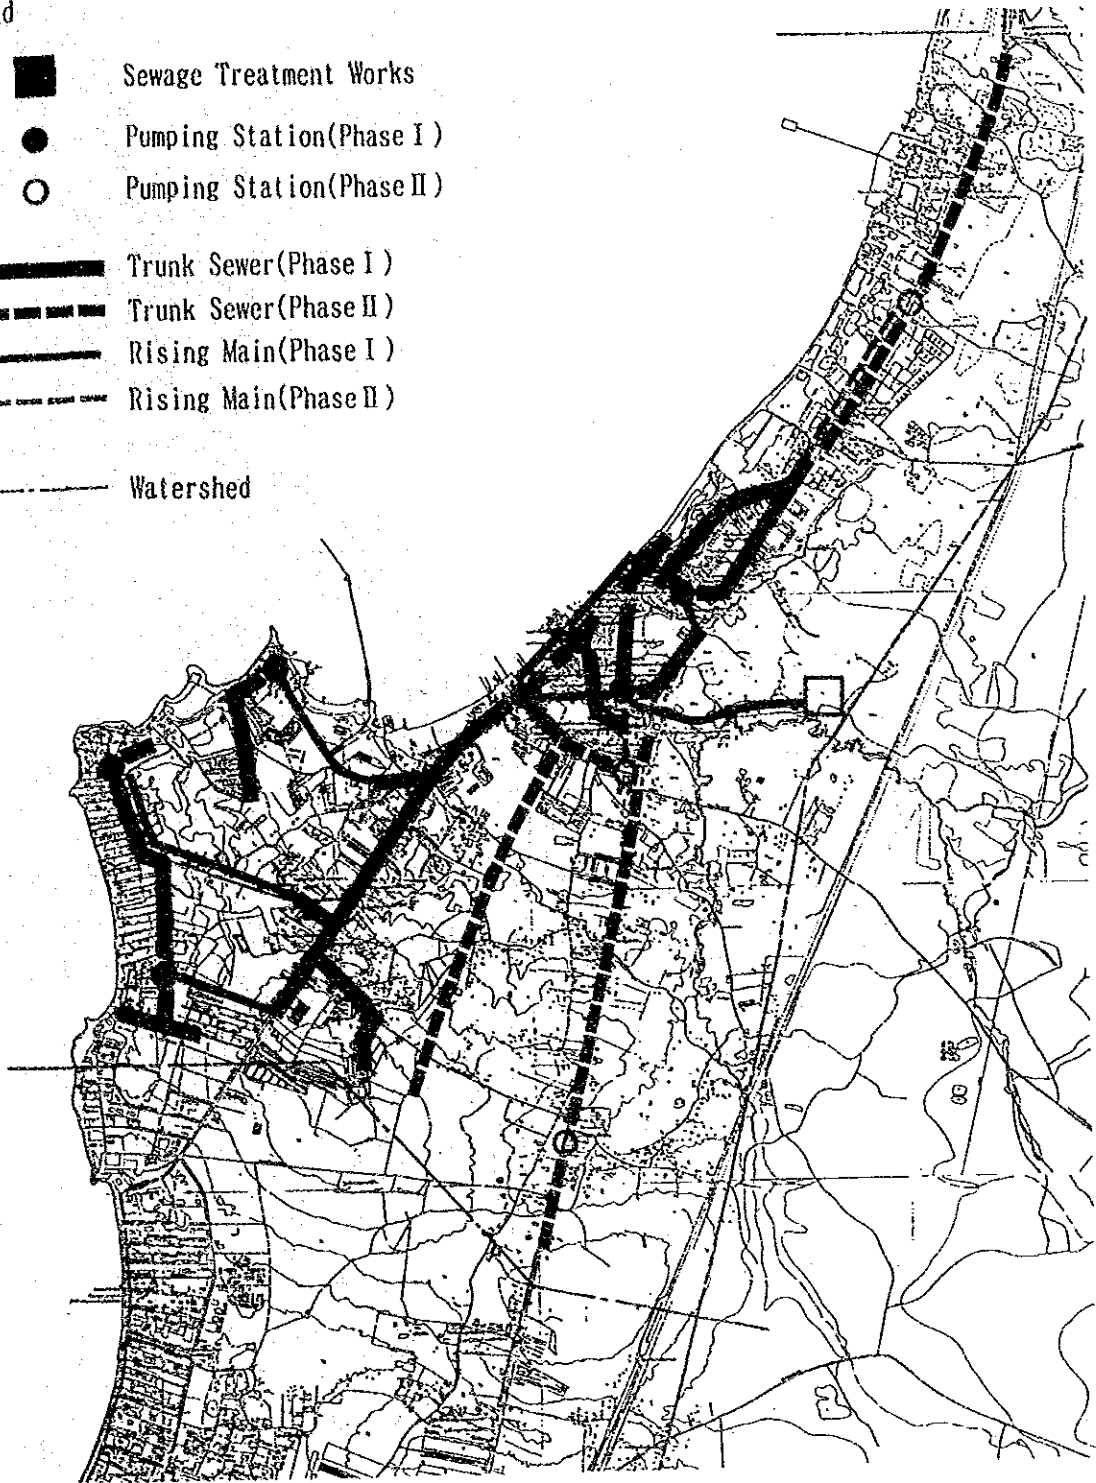 Sewage Treatment Works
Pumping Station(Phase Ⅰ)
Pumping Station(Phase Ⅱ)
Trunk Sewer(Phase Ⅰ)
Trunk Sewer(Phase Ⅱ)
Rising Main(Phase Ⅰ)
Rising Main(Phase Ⅱ)
Watershed